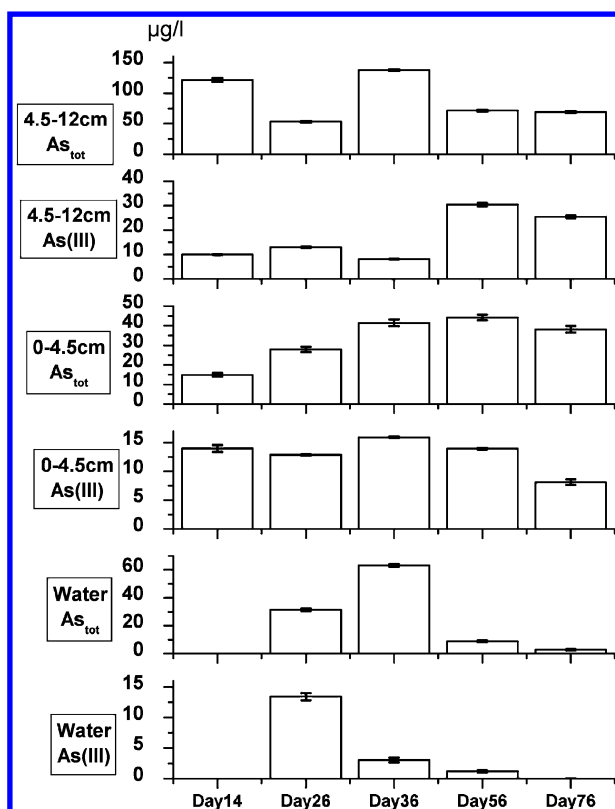 µg/l
150
100
50
0
4.5-12cm
As_tot
40
30
20
10
0
4.5-12cm
As(III)
50
40
30
20
10
0
0-4.5cm
As_tot
15
10
5
0
0-4.5cm
As(III)
60
40
20
0
Water
As_tot
15
10
5
0
Water
As(III)
Day14 Day26 Day36 Day56 Day76